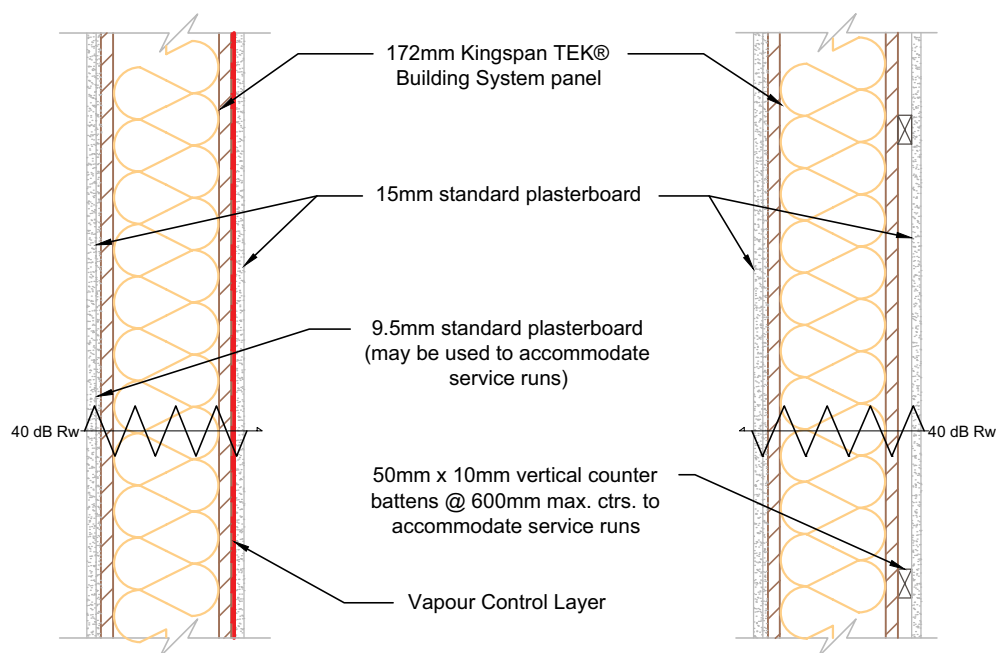 172mm Kingspan TEK®
Building System panel
15mm standard plasterboard
9.5mm standard plasterboard
(may be used to accommodate
service runs)
40 dB Rw
40 dB Rw
50mm x 10mm vertical counter
battens @ 600mm max. ctrs. to
accommodate service runs
Vapour Control Layer